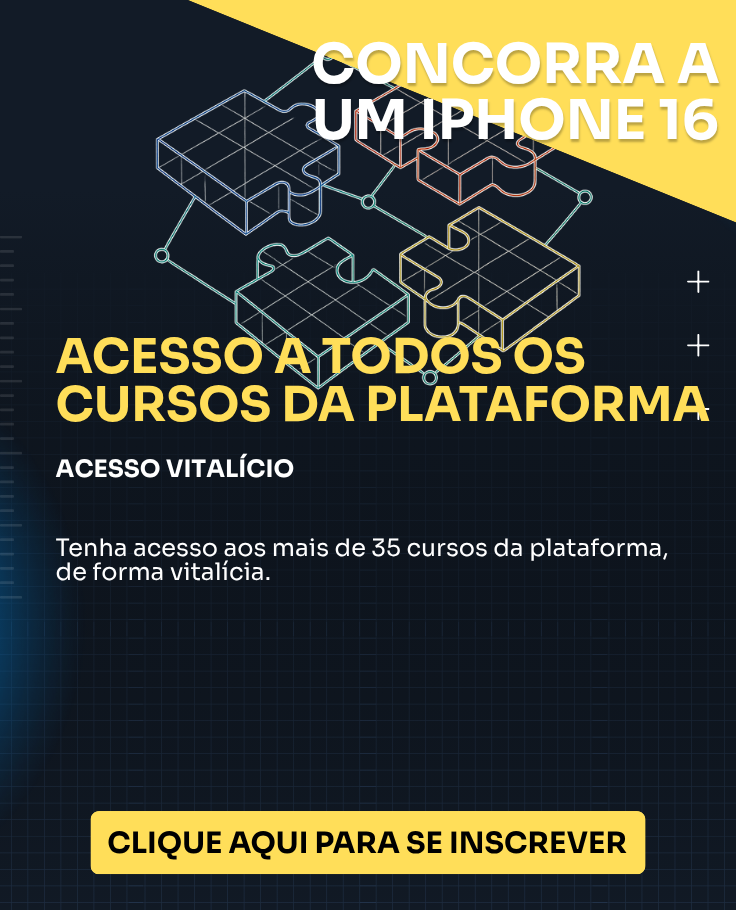 CONCORRA A
UM IPHONE 16
ACESSO A TODOS OS
CURSOS DA PLATAFORMA
ACESSO VITALÍCIO
Tenha acesso aos mais de 35 cursos da plataforma,
de forma vitalícia.
CLIQUE AQUI PARA SE INSCREVER